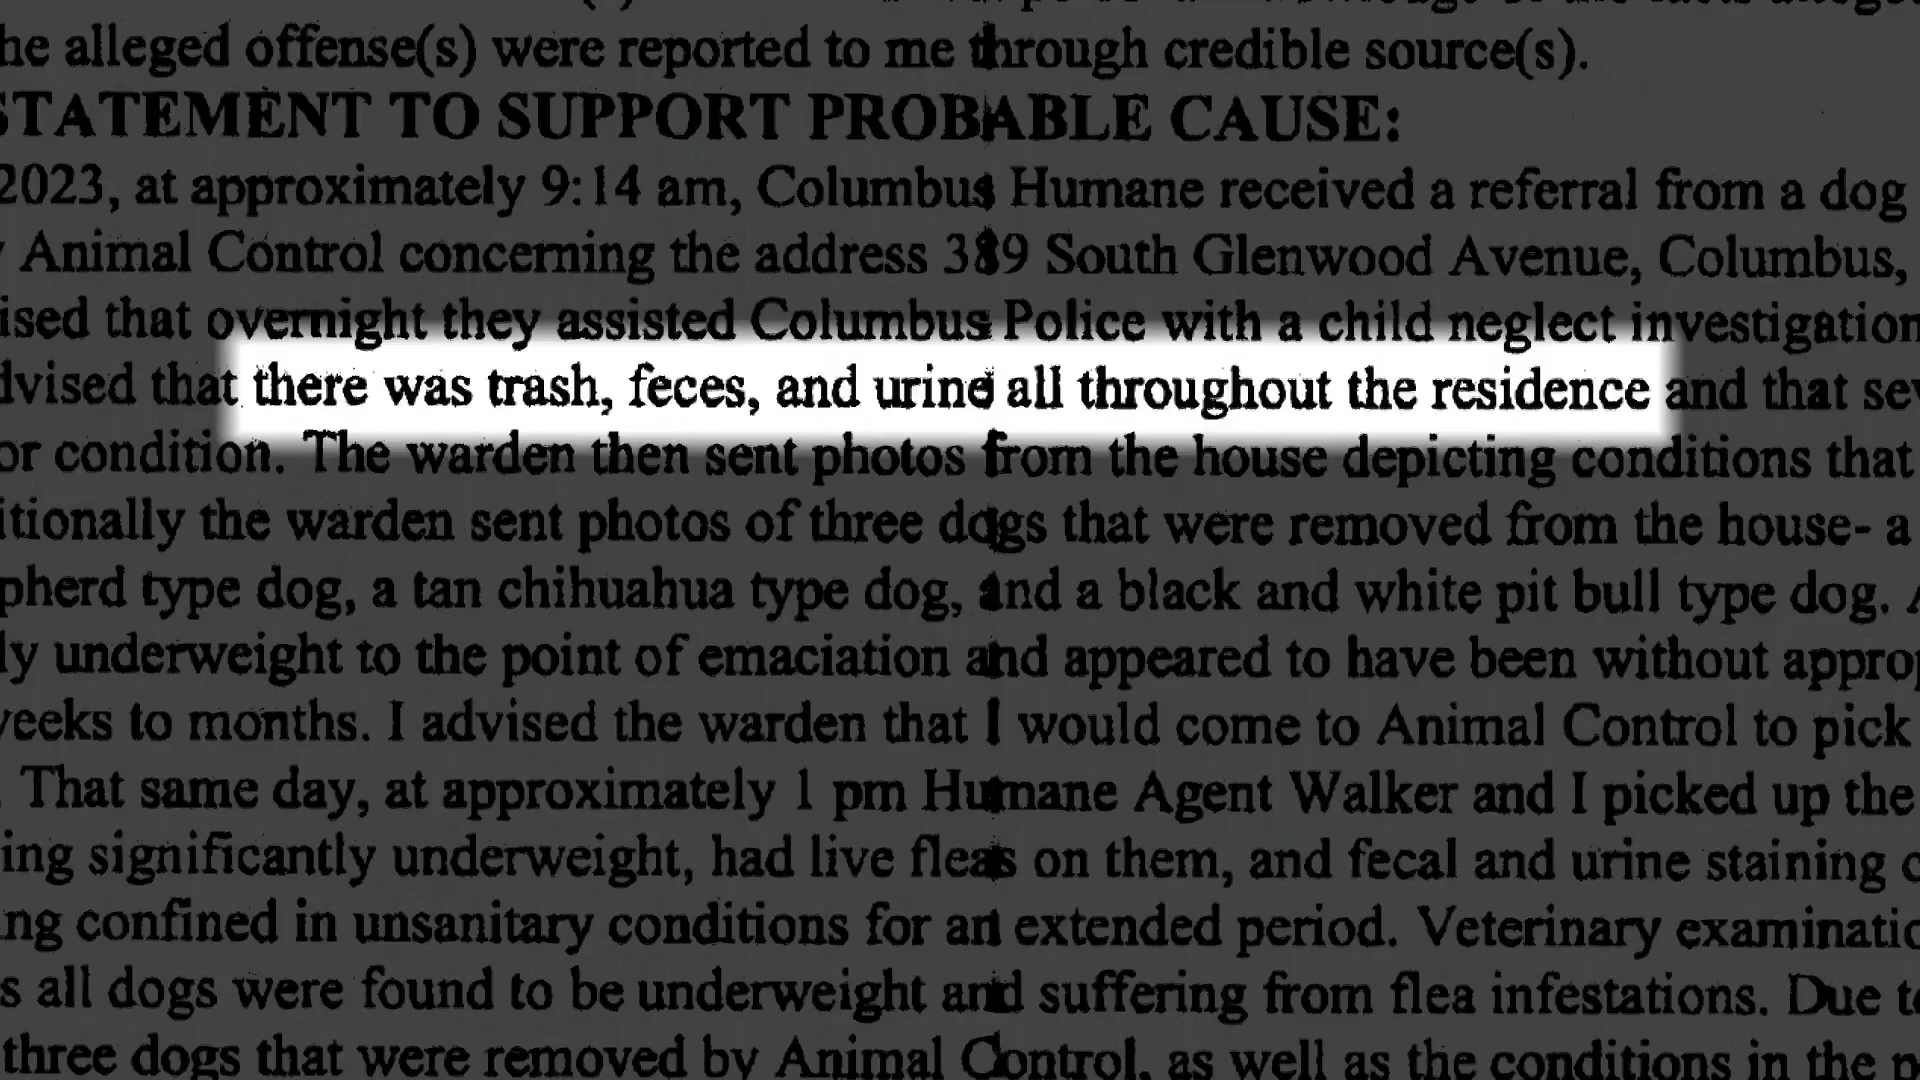 he alleged offense(s) were reported to me through credible source(s).
STATEMENT TO SUPPORT PROBABLE CAUSE:
2023, at approximately 9:14 am, Columbus Humane received a referral from a dog
Animal Control concerning the address 389 South Glenwood Avenue, Columbus,
ised that overnight they assisted Columbus Police with a child neglect investigation
dvised that there was trash, feces, and urine all throughout the residence and that sev
or condition. The warden then sent photos from the house depicting conditions that
itionally the warden sent photos of three dogs that were removed from the house- a
pherd type dog, a tan chihuahua type dog, and a black and white pit bull type dog.
ly underweight to the point of emaciation and appeared to have been without approp
weeks to months. I advised the warden that I would come to Animal Control to pick
. That same day, at approximately 1 pm Humane Agent Walker and I picked up the
ing significantly underweight, had live fleas on them, and fecal and urine staining
ng confined in unsanitary conditions for an extended period. Veterinary examinatio
s all dogs were found to be underweight and suffering from flea infestations. Due to
three dogs that were removed by Animal Control, as well as the conditions in the p